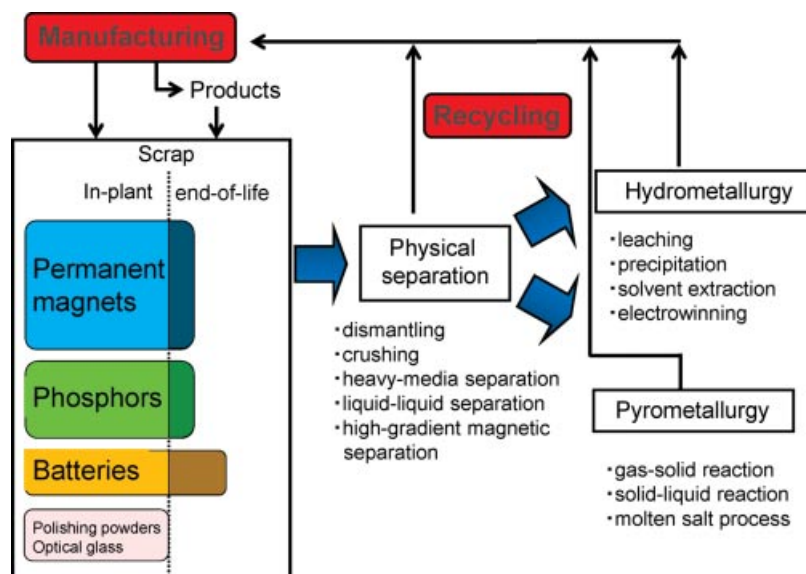 Manufacturing
Products
Recycling
Scrap
In-plant
end-of-life
Permanent
magnets
Phosphors
Batteries
Polishing powders
Optical glass
Physical
separation
・dismantling
・crushing
・heavy-media separation
・liquid-liquid separation
・high-gradient magnetic
separation
Hydrometallurgy
・leaching
・precipitation
・solvent extraction
・electrowinning
Pyrometallurgy
・gas-solid reaction
・solid-liquid reaction
・molten salt process